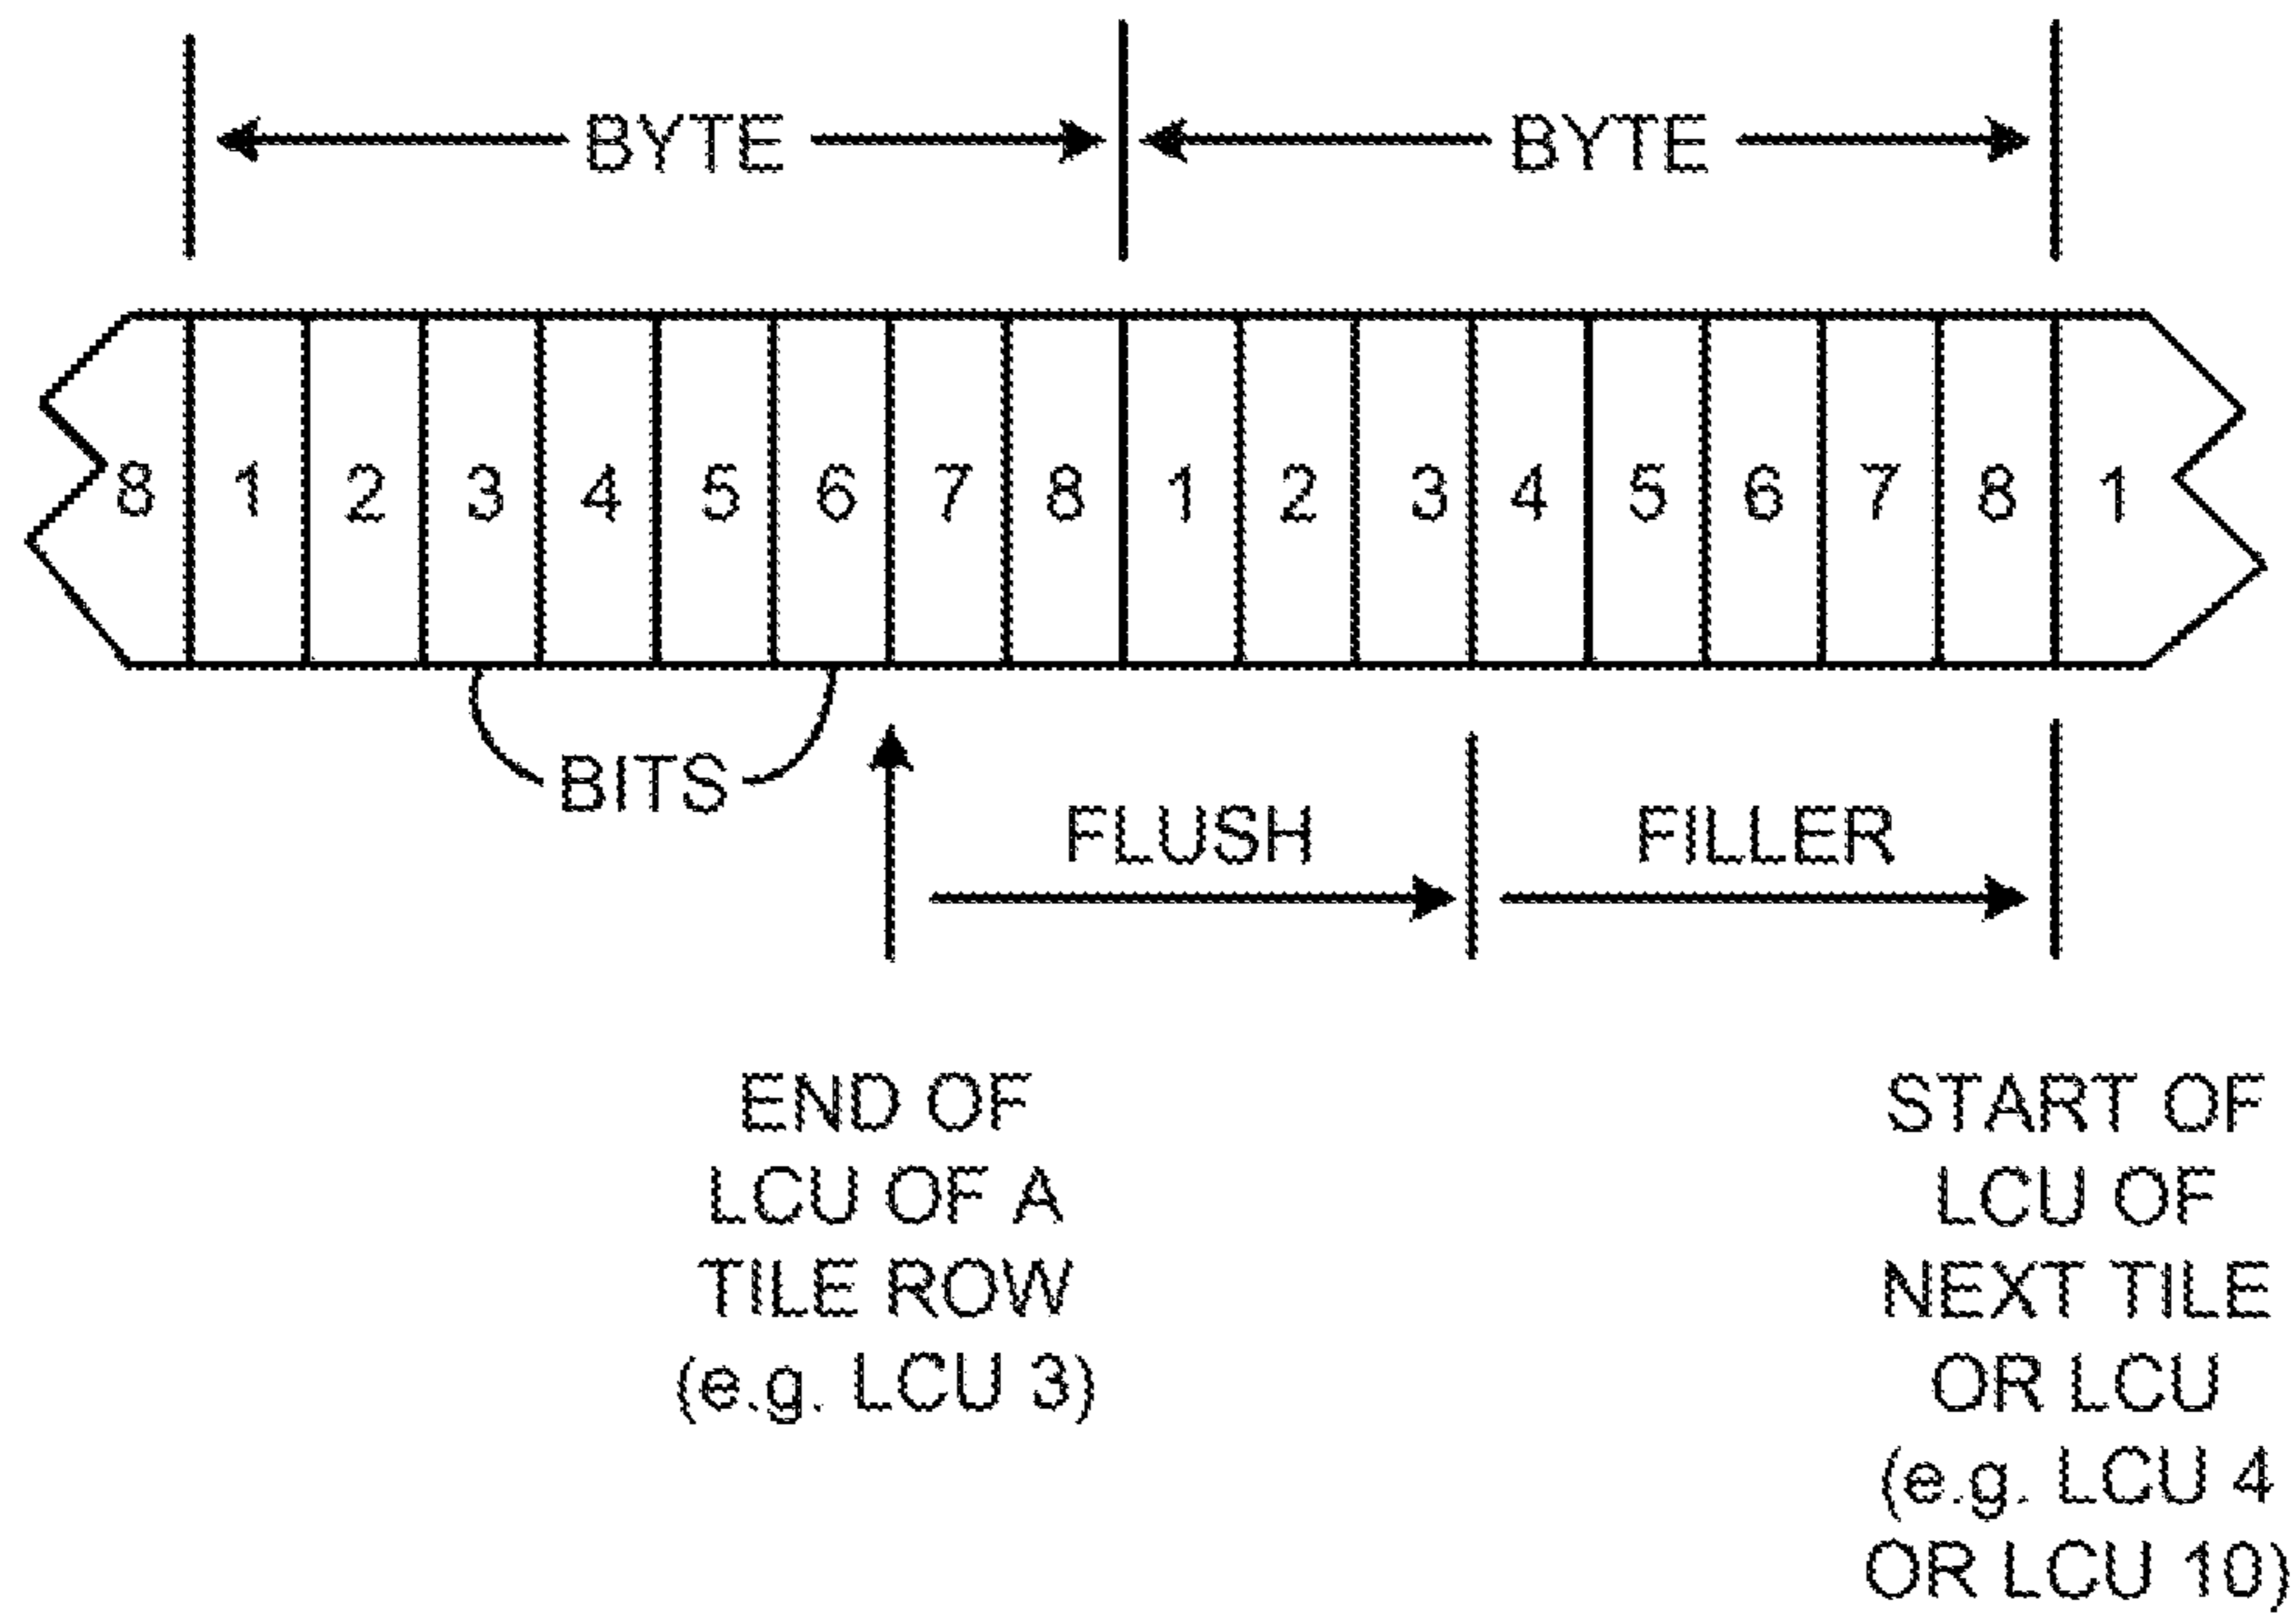 BYTE BYTE
8 1 2 3 4 5 6 7 8 1 2 3 4 5 6 7 8 1
BITS
FLUSH FILLER
END OF
LCU OF A
TILE ROW
(e.g. LCU 3)
START OF
LCU OF
NEXT TILE
OR LCU
(e.g. LCU 4
OR LCU 10)